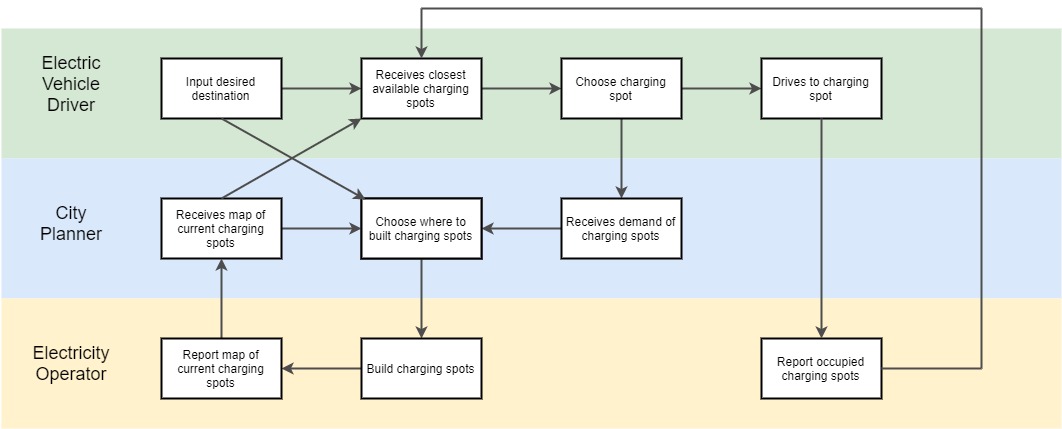 Electric
Vehicle
Driver
Input desired
destination
Receives closest
available charging
spots
Choose charging
spot
Drives to charging
spot
City
Planner
Receives map of
current charging
spots
Choose where to
built charging spots
Receives demand of
charging spots
Electricity
Operator
Report map of
current charging
spots
Build charging spots
Report occupied
charging spots